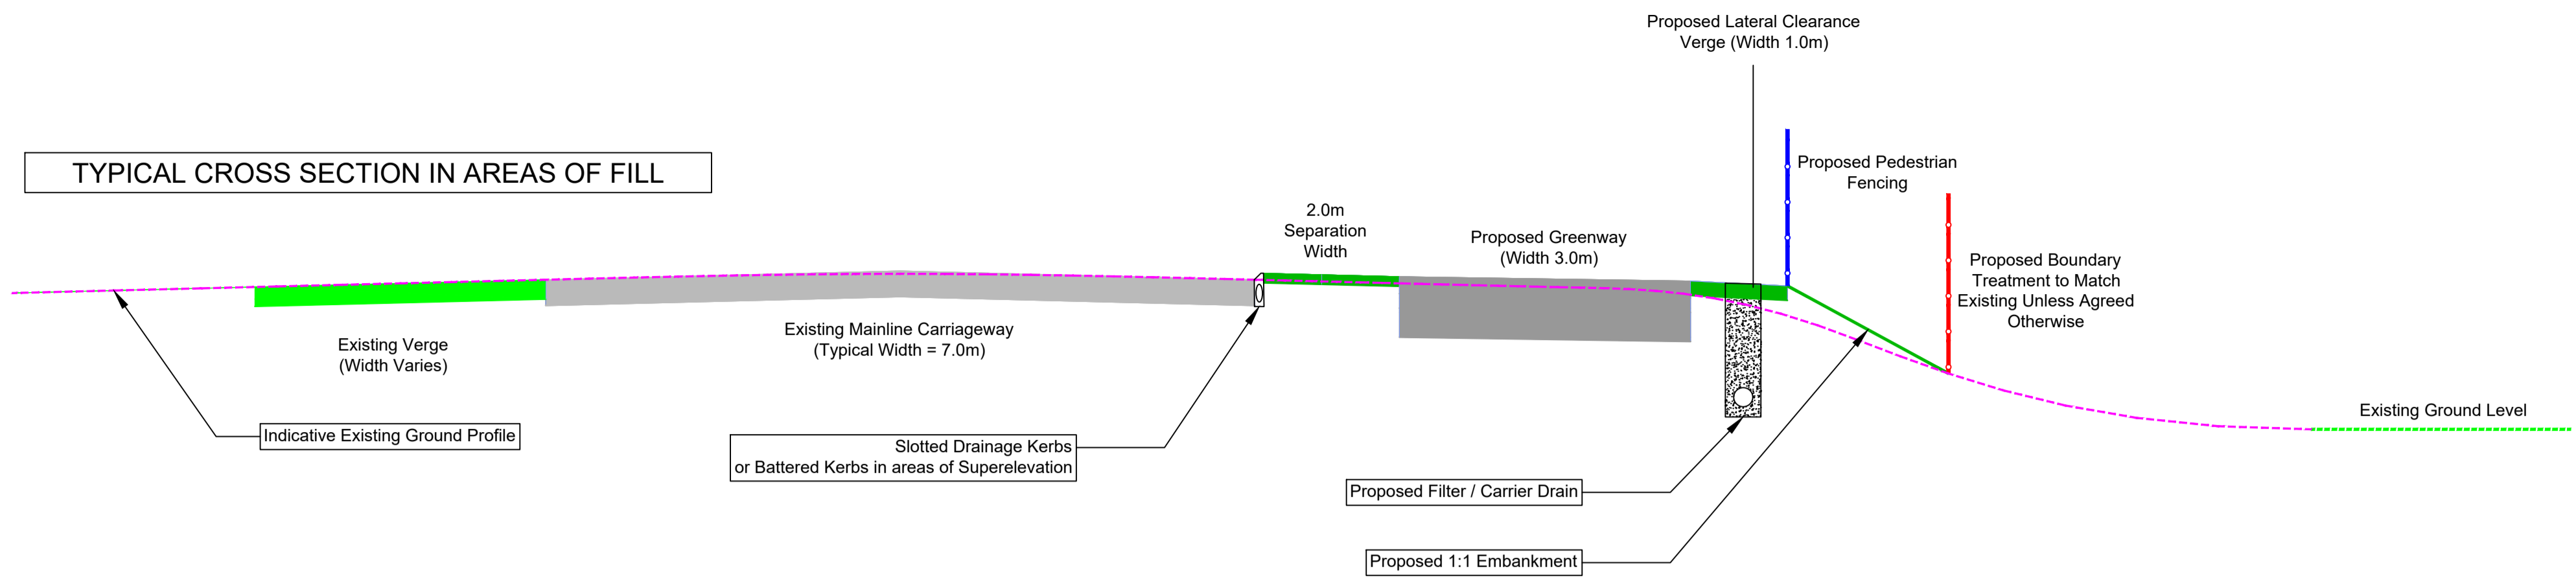 Proposed Lateral Clearance
Verge (Width 1.0m)
TYPICAL CROSS SECTION IN AREAS OF FILL
Proposed Pedestrian
Fencing
2.0m
Separation
Width
Proposed Greenway
(Width 3.0m)
Proposed Boundary
Treatment to Match
Existing Unless Agreed
Otherwise
Existing Verge
(Width Varies)
Existing Mainline Carriageway
(Typical Width = 7.0m)
Existing Ground Level
Indicative Existing Ground Profile
Slotted Drainage Kerbs
or Battered Kerbs in areas of Superelevation
Proposed Filter / Carrier Drain
Proposed 1:1 Embankment